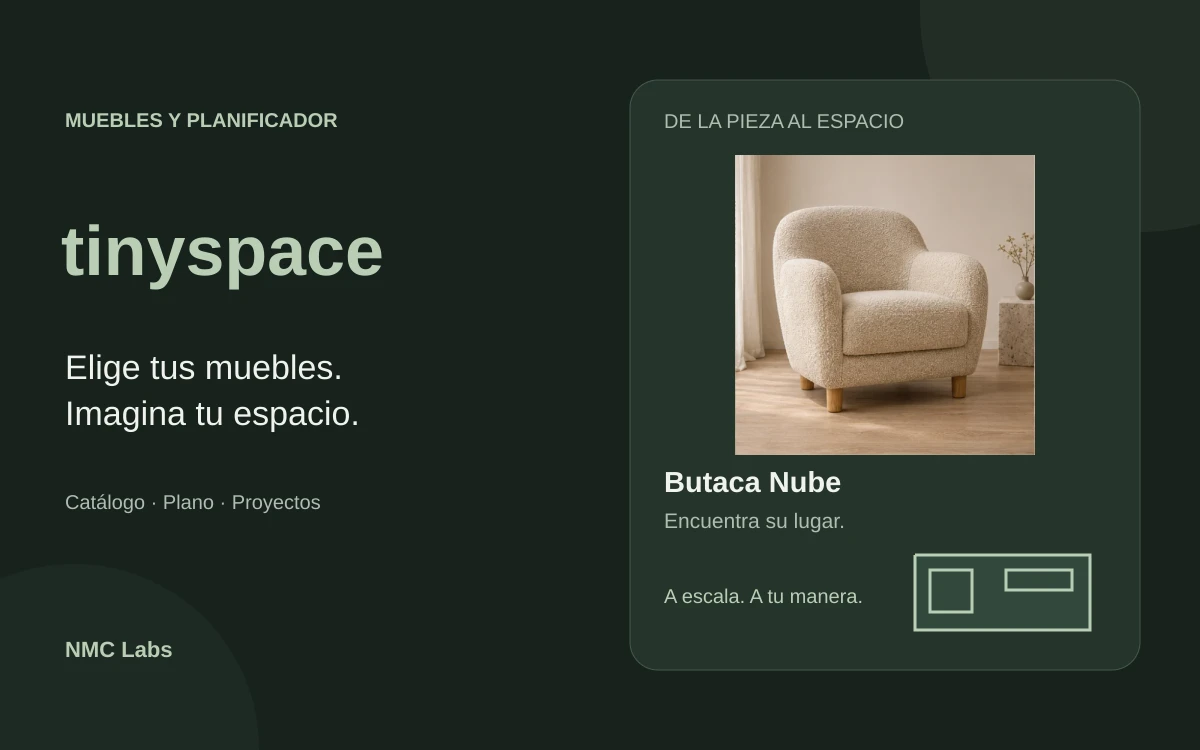 MUEBLES Y PLANIFICADOR
tinyspace
Elige tus muebles.
Imagina tu espacio.
Catálogo · Plano · Proyectos
NMC Labs
DE LA PIEZA AL ESPACIO
Butaca Nube
Encuentra su lugar.
A escala. A tu manera.